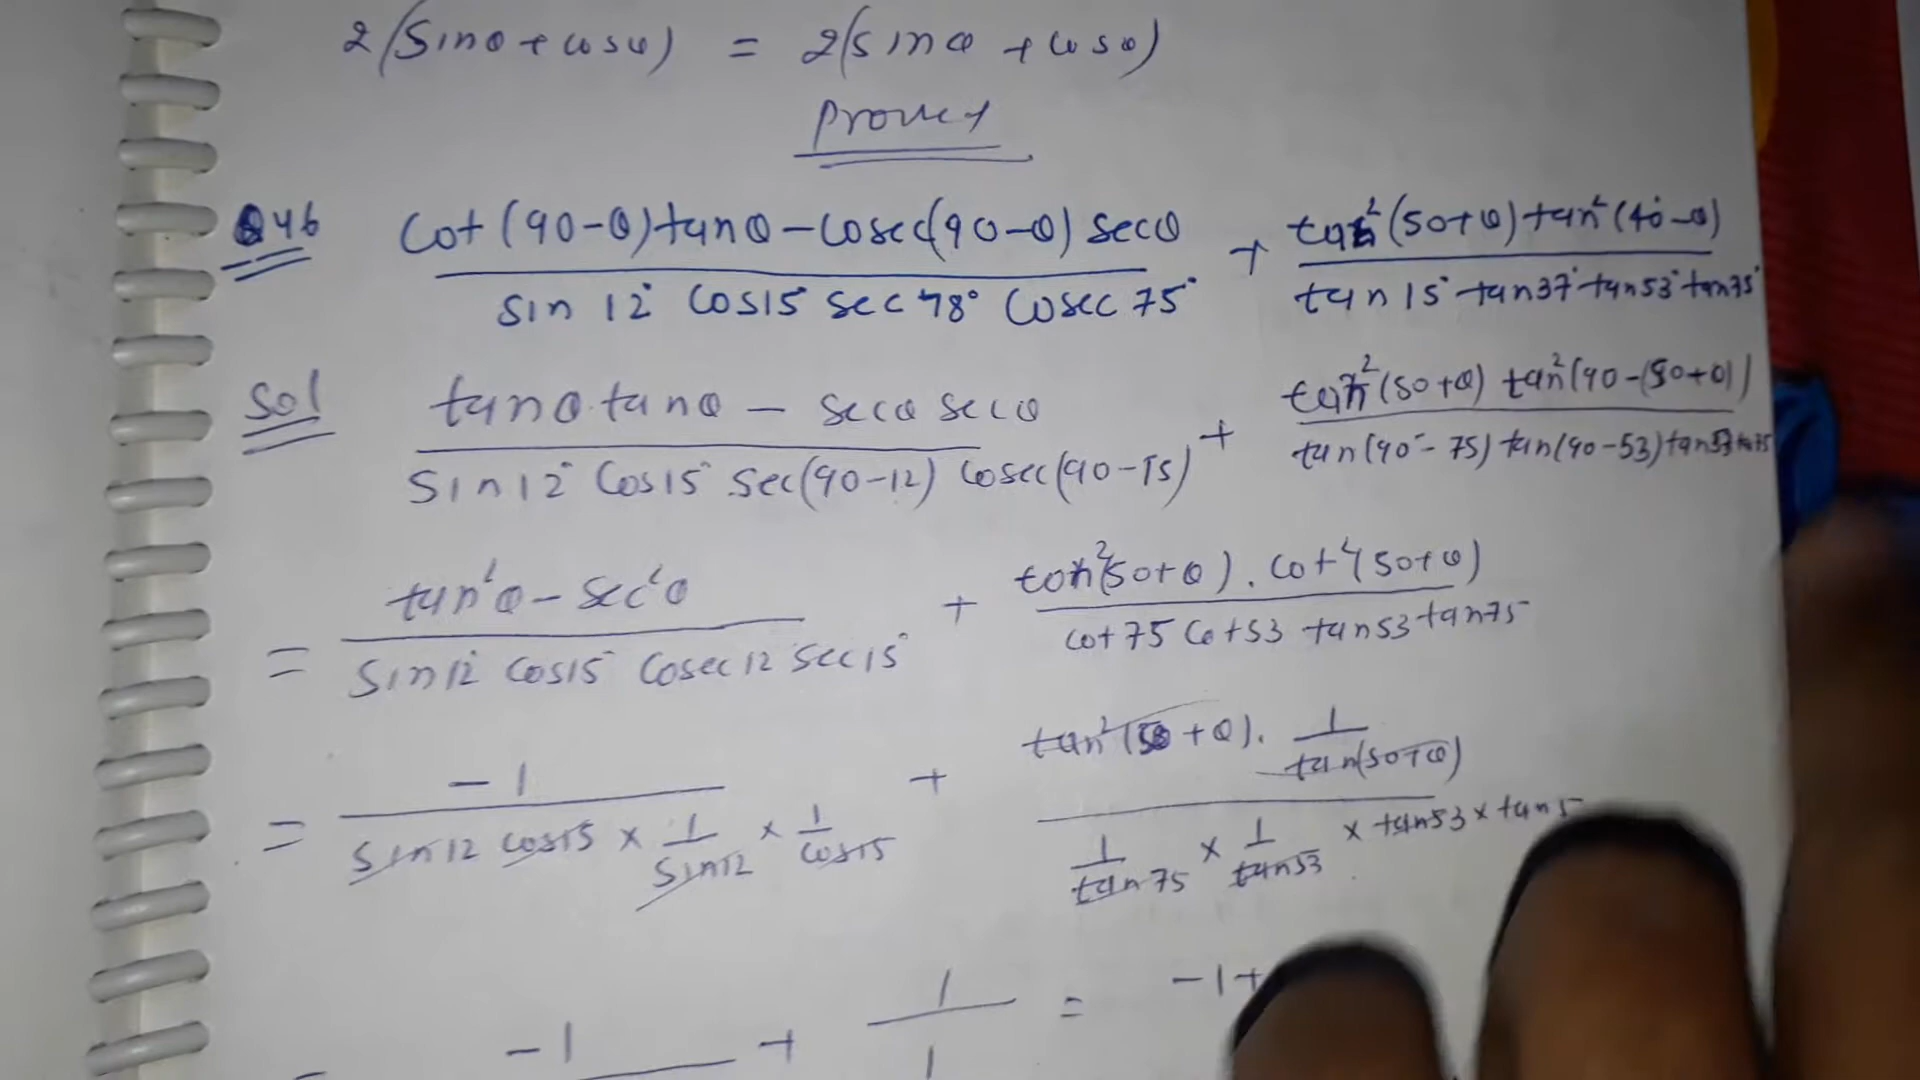 2(sinθ+cosθ) = 2(sinθ+cosθ)
Proved
Q46 cot(90-θ)tanθ-cosec(90-θ) secθ + tan²(50+θ)tan²(40-θ)
sin 12° cos15° sec 78° cosec 75° tan 15° tan37° tan53° tan75°
Sol tanθ.tanθ - secθ secθ + tan²(50+θ) tan²(90-(50+θ))
sin12° cos15° sec(90-12) cosec(90-15) tan(90°-75) tan(90-53)tan53 tan75
= tan²θ-sec²θ + tan²(50+θ). cot²(50+θ)
sin12° cos15° cosec12 sec15° cot75 cot53 tan53 tan75
= -1 + tan²(50+θ). 1
tan(50+θ)
sin12 cos15 × 1 × 1 1 × 1 × tan53 × tan
sin12 cos15 tan75 tan53
= -1 + 1 = -1+
1